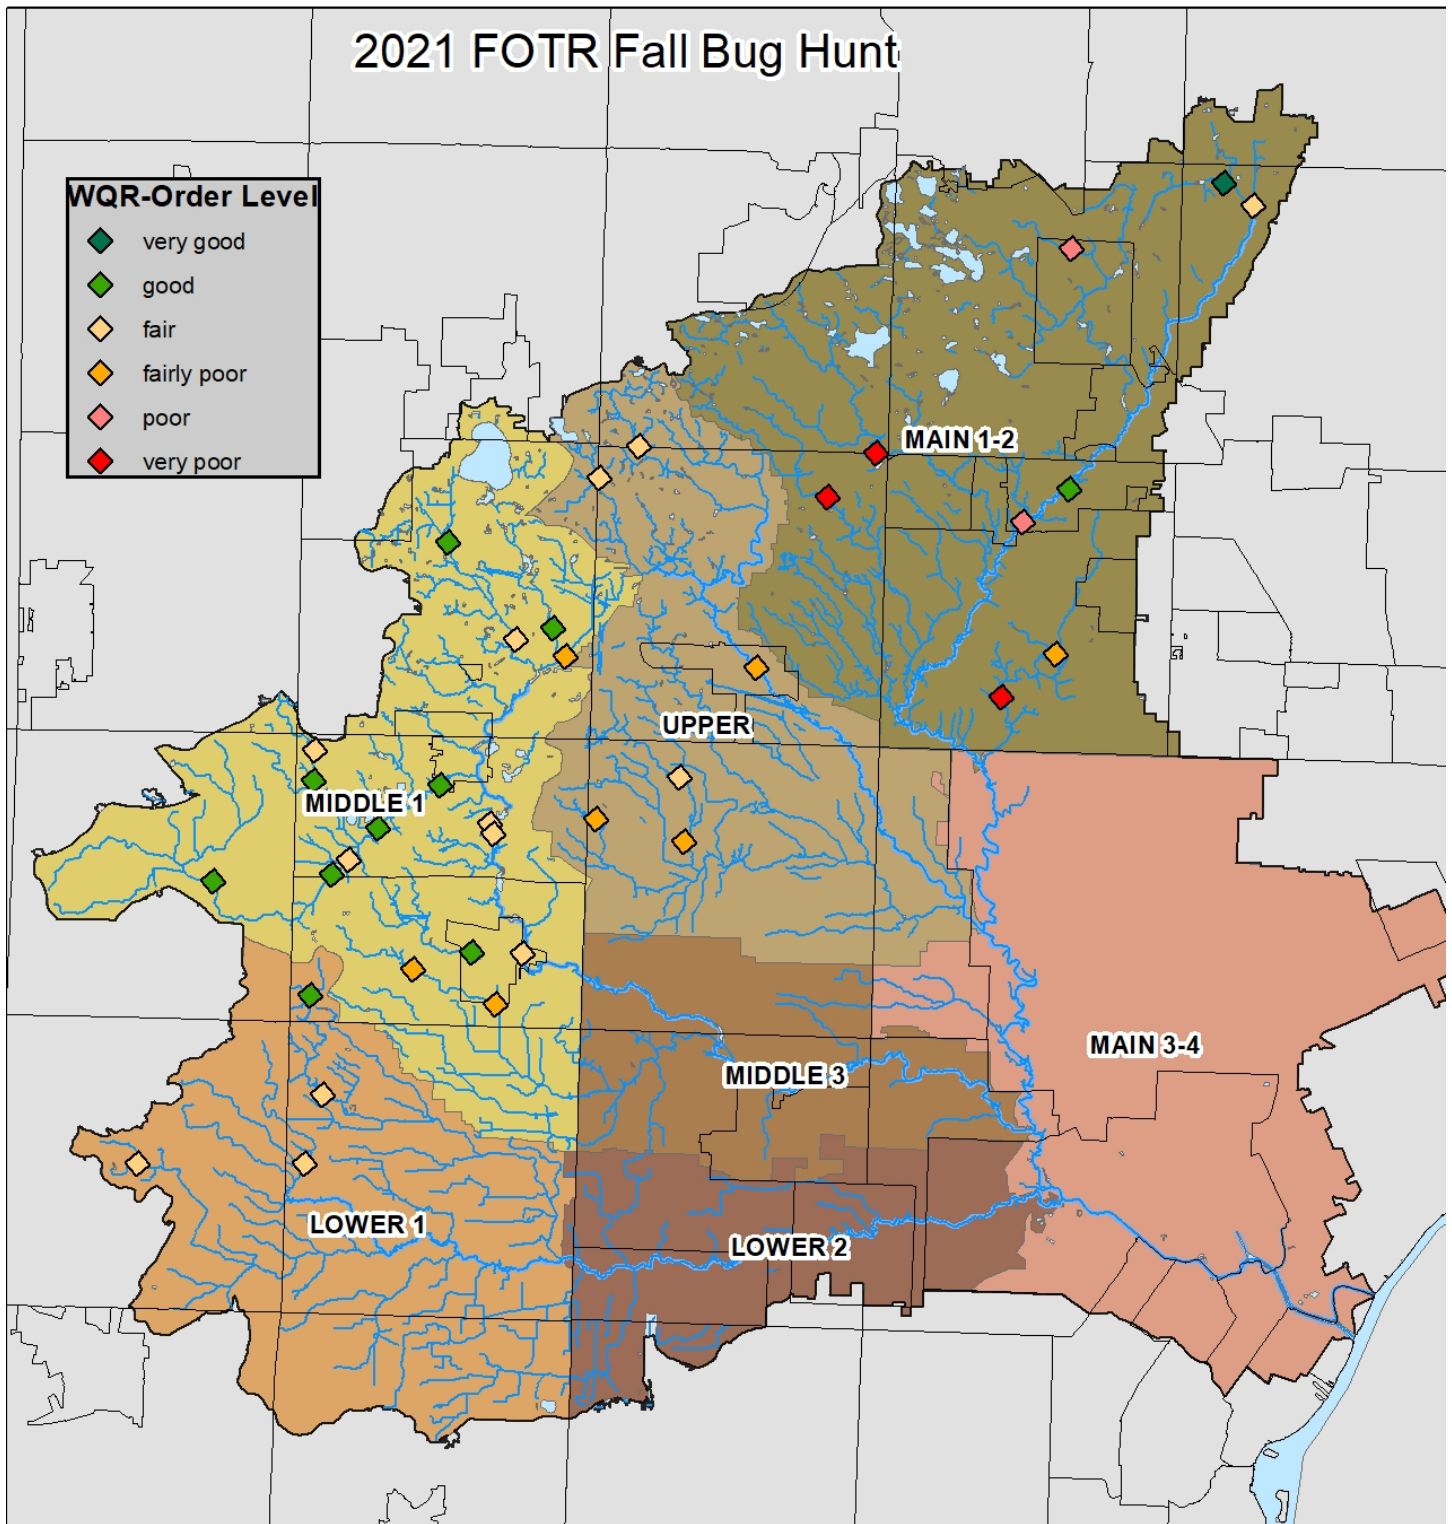 2021 FOTR Fall Bug Hunt
WQR-Order Level
very good
good
fair
fairly poor
poor
very poor
MAIN 1-2
UPPER
MIDDLE 1
MAIN 3-4
MIDDLE 3
LOWER 1
LOWER 2